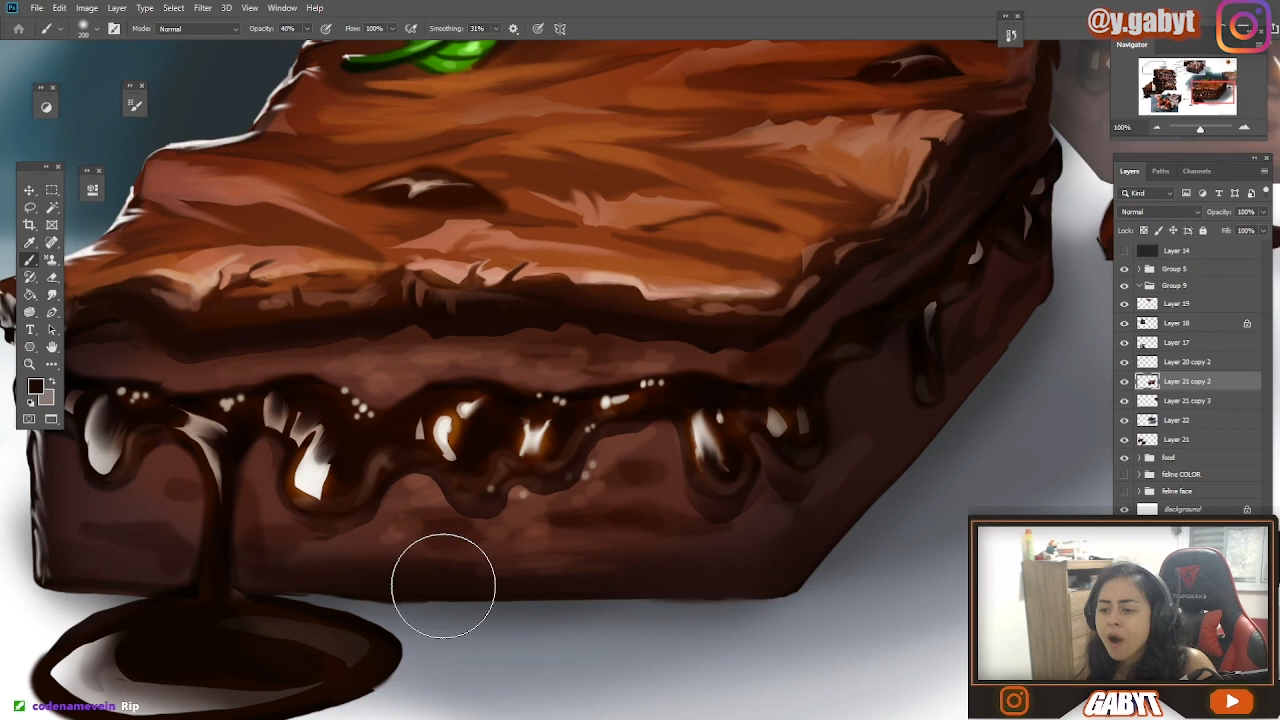 Ps File Edit Image Layer Type Select Filter 3D View Window Help
200 Mode: Normal Opacity: 40% Flow: 100% Smoothing: 31%
@y.gabyt
Navigator
100%
Layers Paths Channels
Kind
Normal Opacity: 100%
Lock: Fill: 100%
Layer 14
Group 5
Group 9
Layer 19
Layer 18
Layer 17
Layer 20 copy 2
Layer 21 copy 2
Layer 21 copy 3
Layer 22
Layer 21
food
feline COLOR
feline face
Background
GABYT
codenamevein Rip